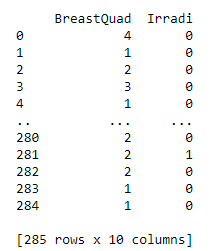 BreastQuad Irradi
0 4 0
1 1 0
2 2 0
3 3 0
4 1 0
.. ... ...
280 2 0
281 2 1
282 2 0
283 1 0
284 1 0
[285 rows x 10 columns]